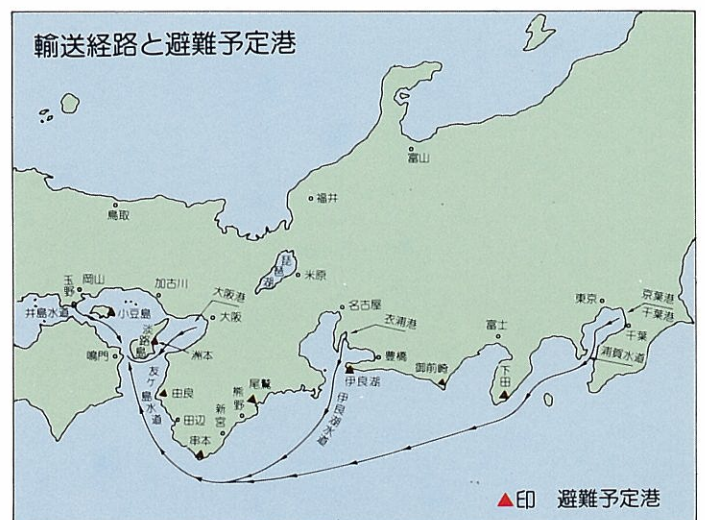 輸送経路と避難予定港
富山
福井
鳥取
琵琶湖
米原
玉野
岡山
加古川
大阪港
名古屋
東京
京葉港
千葉港
井島水道
小豆島
淡路島
大阪
衣浦港
富士
千葉
鳴門
洲本
豊橋
浦賀水道
友ヶ島水道
由良
熊野
尾鷲
伊良湖
御前崎
下田
田辺
新宮
伊良湖水道
串本
▲印 避難予定港